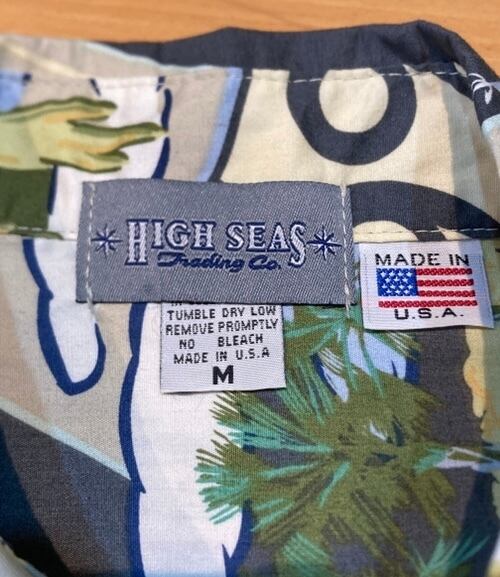 HIGH SEAS
Trading Co.
MADE IN
U.S.A.
TUMBLE DRY LOW
REMOVE PROMPTLY
NO BLEACH
MADE IN U.S.A
M